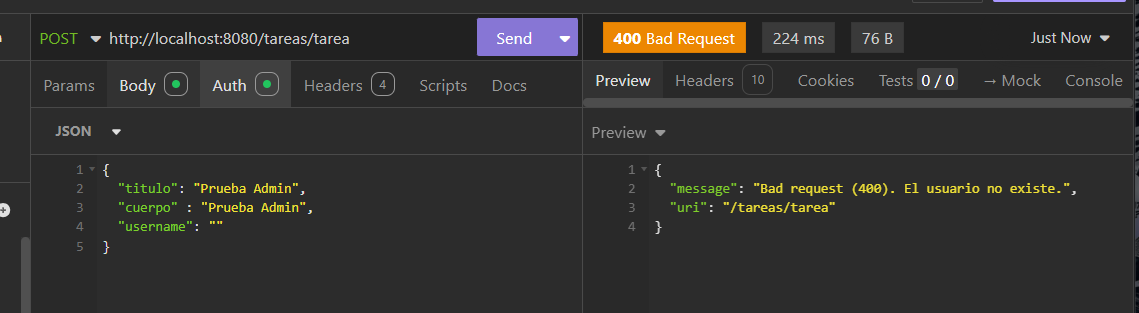 POST http://localhost:8080/tareas/tarea Send
400 Bad Request 224 ms 76 B Just Now
Params Body Auth Headers 4 Scripts Docs
Preview Headers 10 Cookies Tests 0 / 0 → Mock Console
JSON
Preview
1 {
2 "titulo": "Prueba Admin",
3 "cuerpo" : "Prueba Admin",
4 "username": ""
5 }
1 {
2 "message": "Bad request (400). El usuario no existe.",
3 "uri": "/tareas/tarea"
4 }